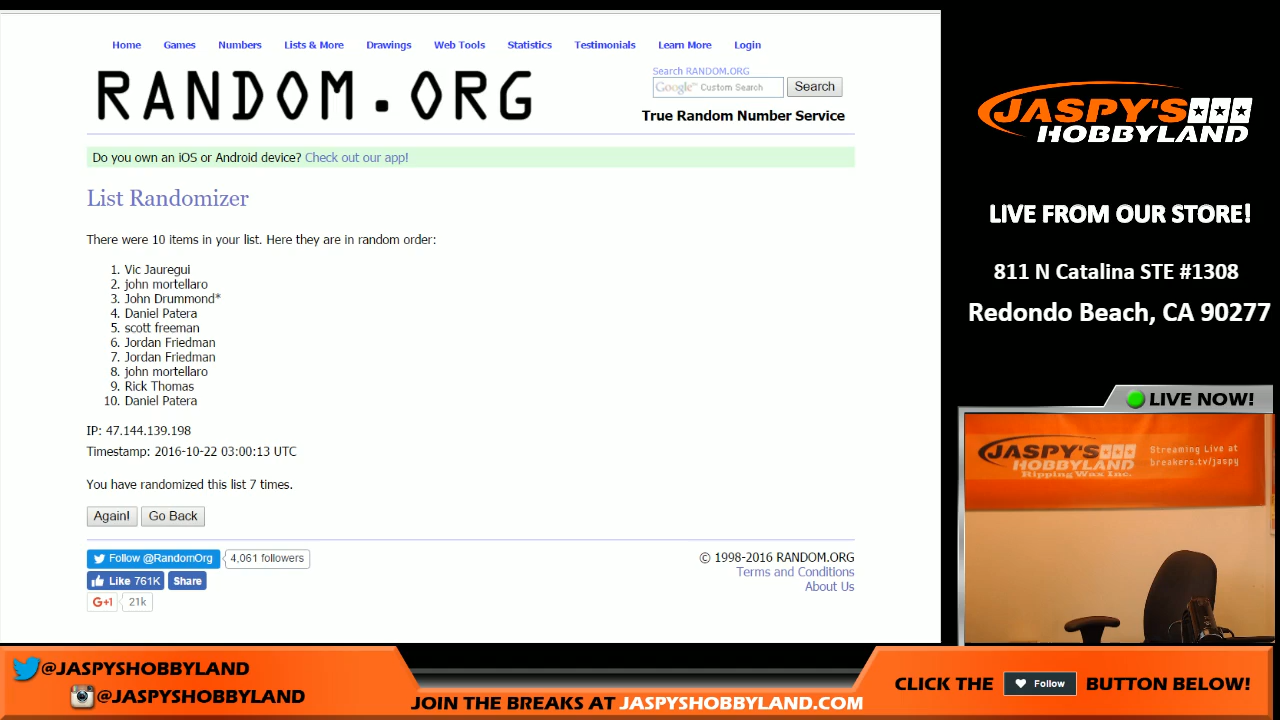 Home Games Numbers Lists & More Drawings Web Tools Statistics Testimonials Learn More Login
RANDOM.ORG
Search RANDOM.ORG
Google™ Custom Search Search
True Random Number Service
Do you own an iOS or Android device? Check out our app!
List Randomizer
There were 10 items in your list. Here they are in random order:
1. Vic Jauregui
2. john mortellaro
3. John Drummond*
4. Daniel Patera
5. scott freeman
6. Jordan Friedman
7. Jordan Friedman
8. john mortellaro
9. Rick Thomas
10. Daniel Patera
IP: 47.144.139.198
Timestamp: 2016-10-22 03:00:13 UTC
You have randomized this list 7 times.
Again! Go Back
Follow @RandomOrg 4,061 followers
Like 761K Share
G+1 21k
© 1998-2016 RANDOM.ORG
Terms and Conditions
About Us
JASPY'S
HOBBYLAND
LIVE FROM OUR STORE!
811 N Catalina STE #1308
Redondo Beach, CA 90277
LIVE NOW!
JASPY'S
HOBBYLAND
Ripping Wax Inc.
Streaming Live at
breakers.tv/jaspy
@JASPYSHOBBYLAND
@JASPYSHOBBYLAND
JOIN THE BREAKS AT JASPYSHOBBYLAND.COM
CLICK THE Follow BUTTON BELOW!